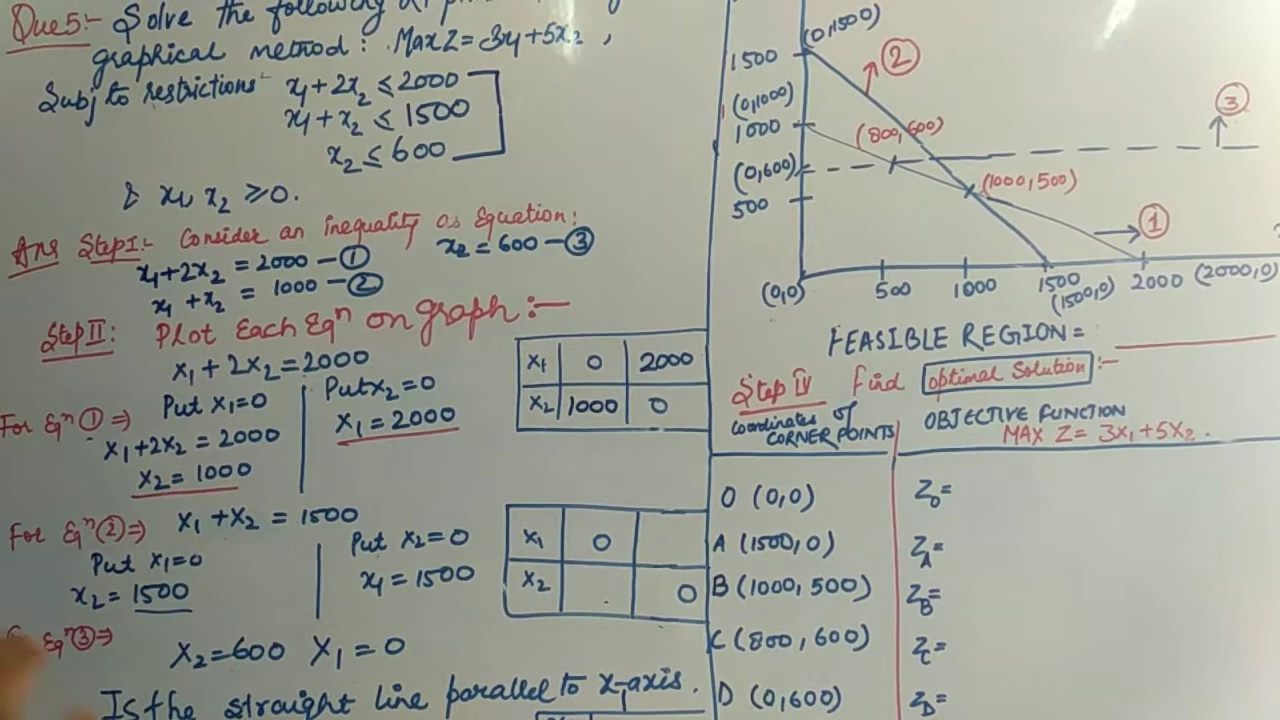 Que5:- Solve the following
graphical method: Max Z = 3x₁+5x₂,
Subj to restrictions x₁+2x₂ ≤ 2000
x₁+x₂ ≤ 1500
x₂ ≤ 600
& x₁, x₂ ≥ 0.
Ans Step I:- Consider an inequality as Equation:
x₁+2x₂ = 2000 - ① x₂ = 600 - ③
x₁ + x₂ = 1000 - ②
Step II: Plot Each Eqⁿ on graph:-
x₁ + 2x₂ = 2000
For Eqⁿ ① ⇒ Put x₁=0 Put x₂=0
x₁+2x₂ = 2000 x₁ = 2000
x₂ = 1000
x₁ 0 2000
x₂ 1000 0
For Eqⁿ ② ⇒ x₁ + x₂ = 1500
Put x₁=0 Put x₂=0
x₂ = 1500 x₁ = 1500
x₁ 0
x₂ 0
Eqⁿ ③ ⇒
x₂=600 x₁=0
Is the straight line parallel to x-axis.
(0,1500)
1500
②
(0,1000)
1000
(800,600)
③
(0,600)
(1000,500)
500
①
(0,0) 500 1000 1500 2000 (2000,0)
(1500,0)
FEASIBLE REGION =
Step IV Find optimal Solution :-
Coordinates of
CORNER POINTS
OBJECTIVE FUNCTION
MAX Z = 3x₁+5x₂.
O (0,0) Z₀=
A (1500,0) Z_A=
B (1000, 500) Z_B=
C (800, 600) Z_C=
D (0,600) Z_D=